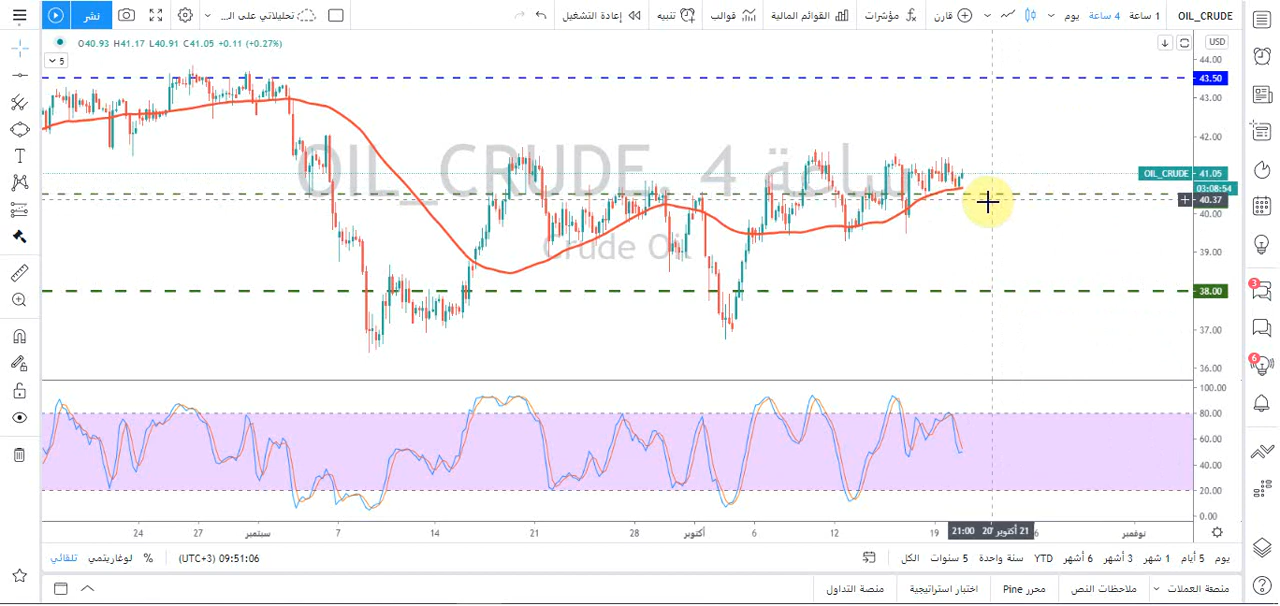 نشر
تحليلاتي على الـ...
إعادة التشغيل
تنبيه
قوالب
القوائم المالية
مؤشرات
قارن
يوم
4 ساعة
1 ساعة
OIL_CRUDE
O40.93 H41.17 L40.91 C41.05 +0.11 (+0.27%)
5
USD
OIL_CRUDE, 4 ساعة
Crude Oil
44.00
43.50
43.00
42.00
OIL_CRUDE 41.05
03:08:54
40.37
40.00
39.00
38.00
37.00
36.00
100.00
80.00
60.00
40.00
20.00
0.00
3
6
24
27
سبتمبر
7
14
21
28
أكتوبر
6
12
19
21 أكتوبر '20 21:00
6
نوفمبر
تلقائي
لوغاريتمي
%
09:51:06 (UTC+3)
الكل
5 سنوات
سنة واحدة
YTD
6 أشهر
3 أشهر
1 شهر
5 أيام
يوم
منصة التداول
اختبار استراتيجية
محرر Pine
ملاحظات النص
منصقة العملات